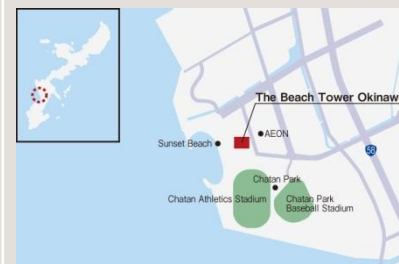 The Beach Tower Okinaw
AEON
Sunset Beach
58
Chatan Park
Chatan Athletics Stadium
Chatan Park
Baseball Stadium